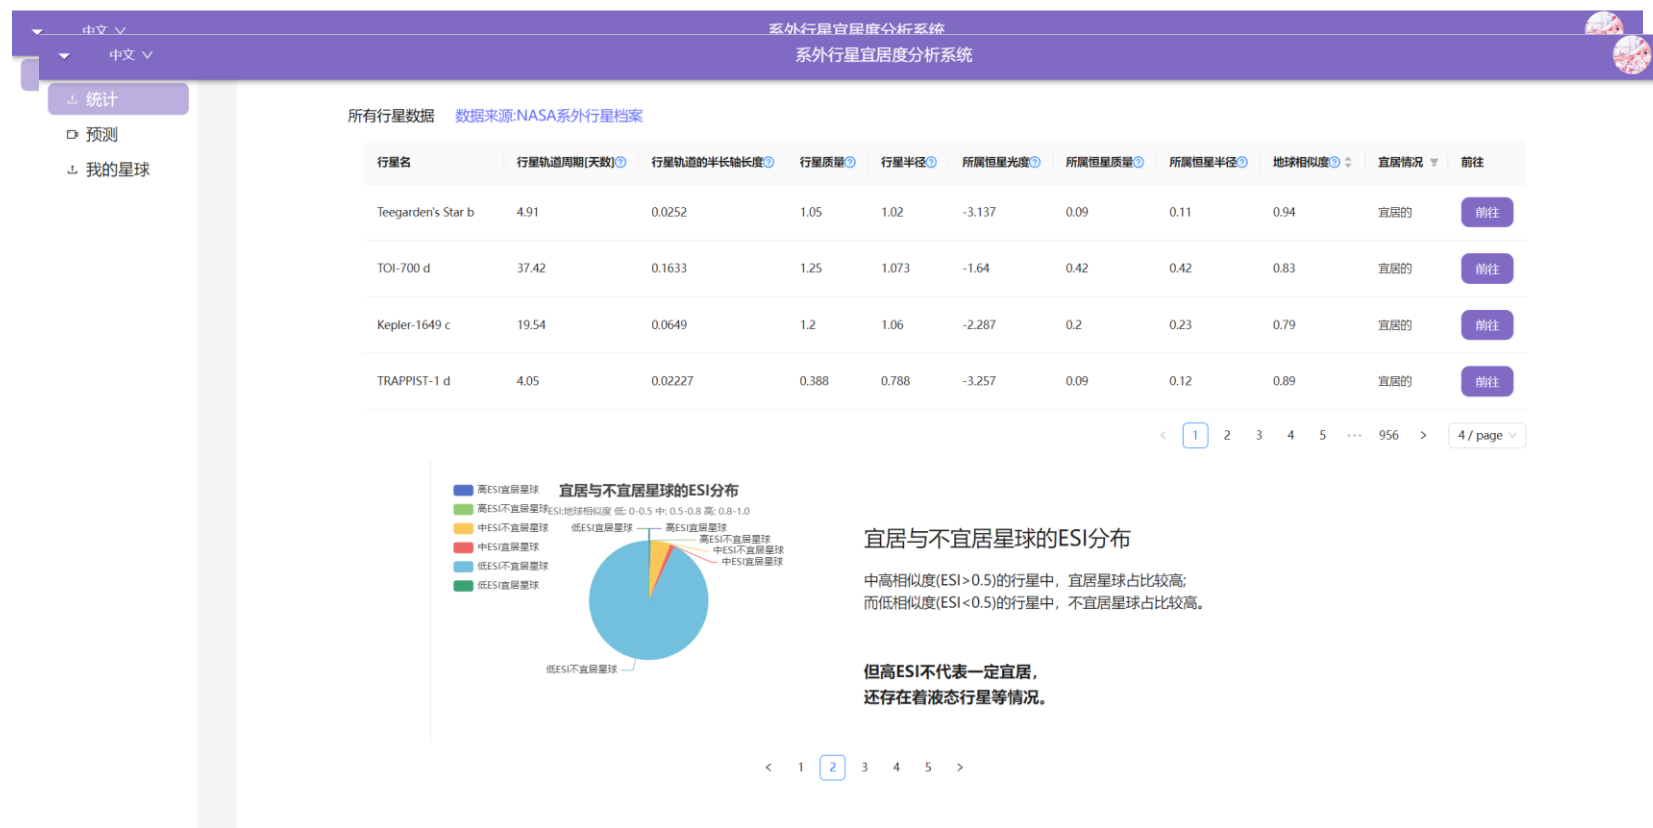 中文
系外行星宜居度分析系统
中文
系外行星宜居度分析系统
统计
预测
我的星球
所有行星数据 数据来源:NASA系外行星档案
行星名 行星轨道周期[天数] 行星轨道的半长轴长度 行星质量 行星半径 所属恒星光度 所属恒星质量 所属恒星半径 地球相似度 宜居情况 前往
Teegarden's Star b 4.91 0.0252 1.05 1.02 -3.137 0.09 0.11 0.94 宜居的 前往
TOI-700 d 37.42 0.1633 1.25 1.073 -1.64 0.42 0.42 0.83 宜居的 前往
Kepler-1649 c 19.54 0.0649 1.2 1.06 -2.287 0.2 0.23 0.79 宜居的 前往
TRAPPIST-1 d 4.05 0.02227 0.388 0.788 -3.257 0.09 0.12 0.89 宜居的 前往
< 1 2 3 4 5 ··· 956 > 4 / page
高ESI宜居星球
高ESI不宜居星球
中ESI不宜居星球
中ESI宜居星球
低ESI不宜居星球
低ESI宜居星球
宜居与不宜居星球的ESI分布
ESI:地球相似度 低: 0-0.5 中: 0.5-0.8 高: 0.8-1.0
低ESI宜居星球 高ESI宜居星球
高ESI不宜居星球
中ESI不宜居星球
中ESI宜居星球
低ESI不宜居星球
宜居与不宜居星球的ESI分布
中高相似度(ESI>0.5)的行星中，宜居星球占比较高;
而低相似度(ESI<0.5)的行星中，不宜居星球占比较高。
但高ESI不代表一定宜居，
还存在着液态行星等情况。
< 1 2 3 4 5 >